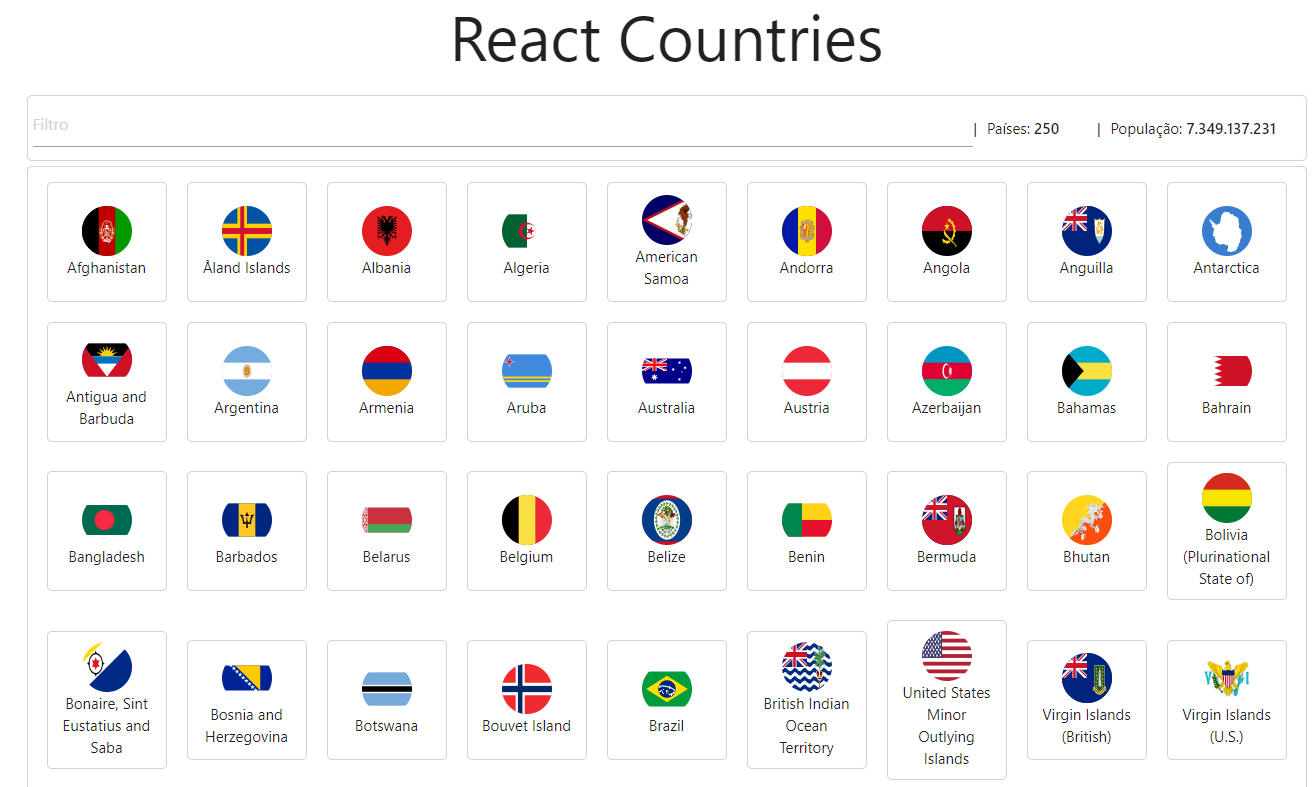 React Countries
Filtro
| Países: 250 | População: 7.349.137.231
Afghanistan
Åland Islands
Albania
Algeria
American
Samoa
Andorra
Angola
Anguilla
Antarctica
Antigua and
Barbuda
Argentina
Armenia
Aruba
Australia
Austria
Azerbaijan
Bahamas
Bahrain
Bangladesh
Barbados
Belarus
Belgium
Belize
Benin
Bermuda
Bhutan
Bolivia
(Plurinational
State of)
Bonaire, Sint
Eustatius and
Saba
Bosnia and
Herzegovina
Botswana
Bouvet Island
Brazil
British Indian
Ocean
Territory
United States
Minor
Outlying
Islands
Virgin Islands
(British)
Virgin Islands
(U.S.)